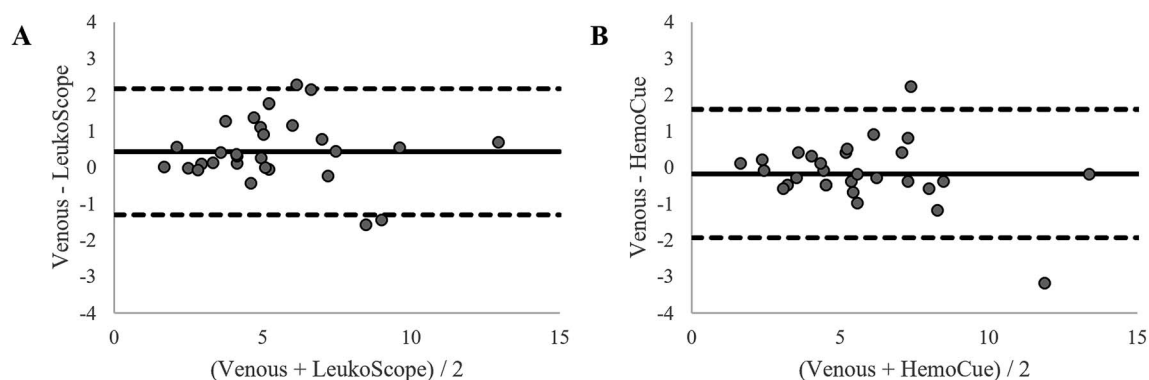 A
Venous - LeukoScope
4
3
2
1
0
-1
-2
-3
-4
0 5 10 15
(Venous + LeukoScope) / 2
B
Venous - HemoCue
4
3
2
1
0
-1
-2
-3
-4
0 5 10 15
(Venous + HemoCue) / 2